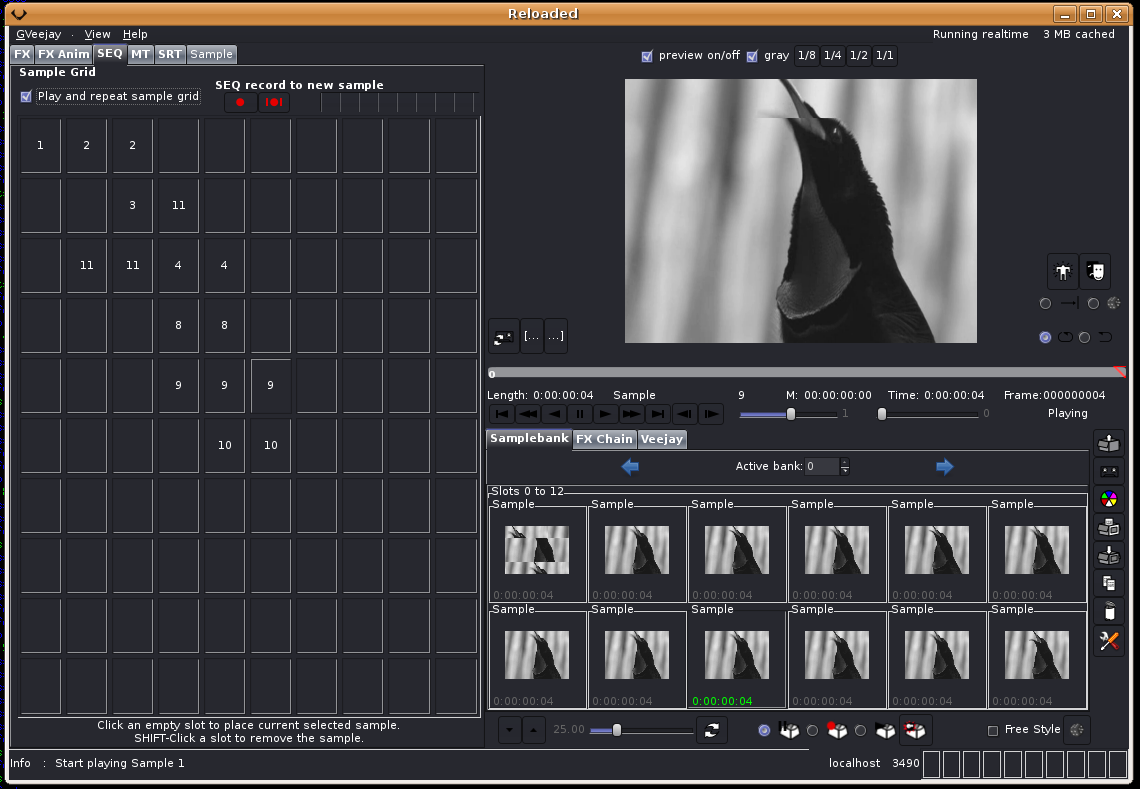 Reloaded
GVeejay · View Help
Running realtime 3 MB cached
FX FX Anim SEQ MT SRT Sample
preview on/off gray 1/8 1/4 1/2 1/1
Sample Grid
SEQ record to new sample
Play and repeat sample grid
1 2 2
3 11
11 11 4 4
8 8
9 9 9
10 10
Click an empty slot to place current selected sample.
SHIFT-Click a slot to remove the sample.
[... ...]
0
Length: 0:00:00:04 Sample 9 M: 00:00:00:00 Time: 0:00:00:04 Frame:000000004
1 0 Playing
Samplebank FX Chain Veejay
Active bank: 0
Slots 0 to 12
Sample Sample Sample Sample Sample Sample
0:00:00:04 0:00:00:04 0:00:00:04 0:00:00:04 0:00:00:04 0:00:00:04
Sample Sample Sample Sample Sample Sample
0:00:00:04 0:00:00:04 0:00:00:04 0:00:00:04 0:00:00:04 0:00:00:04
25.00 Free Style
Info : Start playing Sample 1
localhost 3490